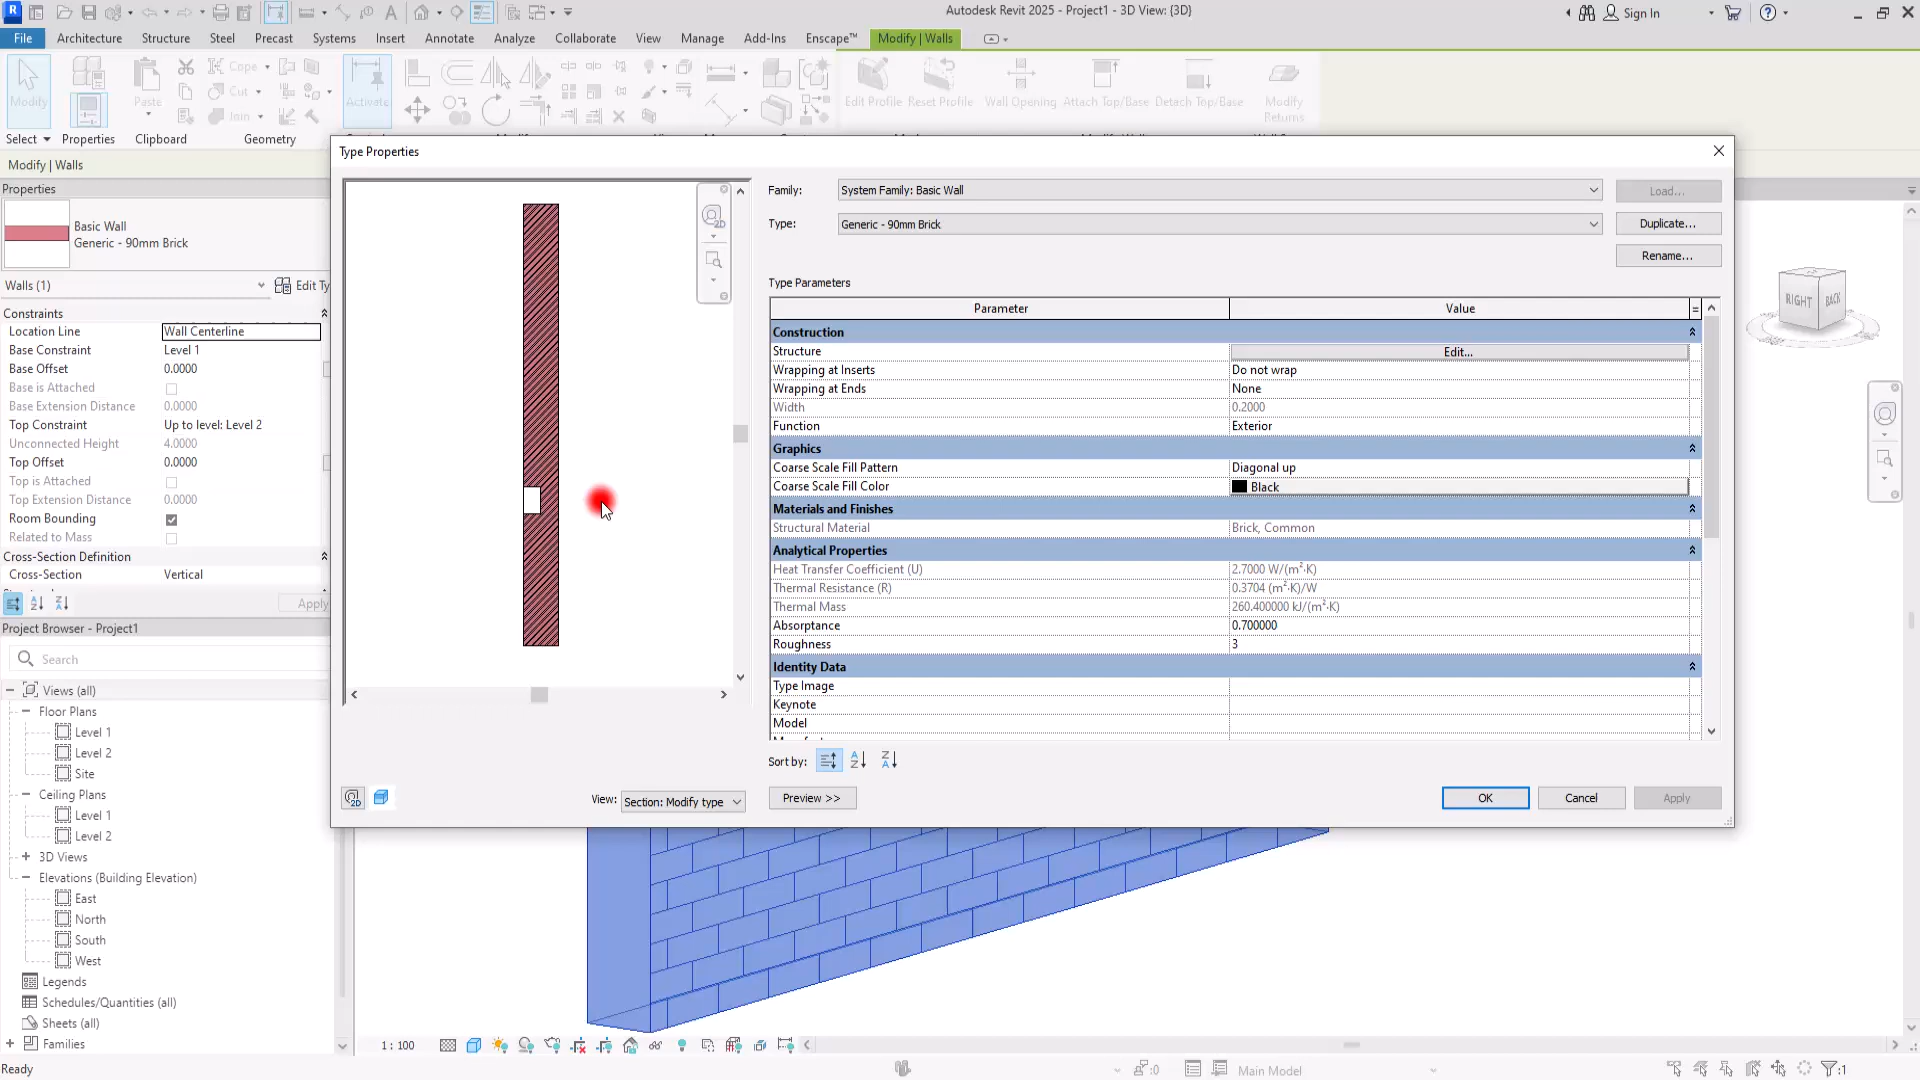 Autodesk Revit 2025 - Project1 - 3D View: {3D}
Sign In
File
Architecture
Structure
Steel
Precast
Systems
Insert
Annotate
Analyze
Collaborate
View
Manage
Add-Ins
Enscape™
Modify | Walls
Modify
Paste
Cope
Cut
Join
Activate
Edit Profile
Reset Profile
Wall Opening
Attach Top/Base
Detach Top/Base
Modify
Returns
Select
Properties
Clipboard
Geometry
Modify | Walls
Properties
Basic Wall
Generic - 90mm Brick
Walls (1)
Edit Ty
Constraints
Location Line Wall Centerline
Base Constraint Level 1
Base Offset 0.0000
Base is Attached
Base Extension Distance 0.0000
Top Constraint Up to level: Level 2
Unconnected Height 4.0000
Top Offset 0.0000
Top is Attached
Top Extension Distance 0.0000
Room Bounding
Related to Mass
Cross-Section Definition
Cross-Section Vertical
Apply
Project Browser - Project1
Search
Views (all)
Floor Plans
Level 1
Level 2
Site
Ceiling Plans
Level 1
Level 2
3D Views
Elevations (Building Elevation)
East
North
South
West
Legends
Schedules/Quantities (all)
Sheets (all)
Families
Ready
Type Properties
Family: System Family: Basic Wall Load...
Type: Generic - 90mm Brick Duplicate...
Rename...
Type Parameters
Parameter Value =
Construction
Structure Edit...
Wrapping at Inserts Do not wrap
Wrapping at Ends None
Width 0.2000
Function Exterior
Graphics
Coarse Scale Fill Pattern Diagonal up
Coarse Scale Fill Color Black
Materials and Finishes
Structural Material Brick, Common
Analytical Properties
Heat Transfer Coefficient (U) 2.7000 W/(m²·K)
Thermal Resistance (R) 0.3704 (m²·K)/W
Thermal Mass 260.400000 kJ/(m²·K)
Absorptance 0.700000
Roughness 3
Identity Data
Type Image
Keynote
Model
Sort by:
View: Section: Modify type
Preview >>
OK
Cancel
Apply
RIGHT
BACK
1 : 100
:0
Main Model
:1